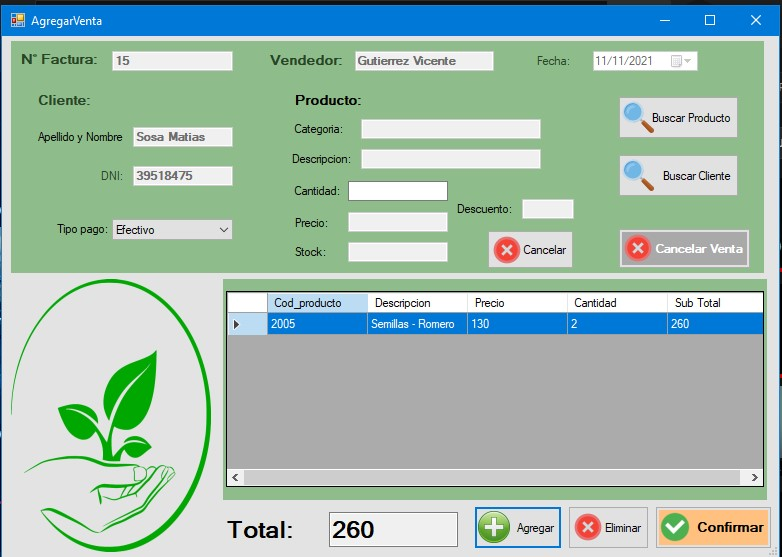 AgregarVenta
N° Factura: 15
Vendedor: Gutierrez Vicente
Fecha: 11/11/2021
Cliente:
Apellido y Nombre Sosa Matias
DNI: 39518475
Tipo pago: Efectivo
Producto:
Categoria:
Descripcion:
Cantidad:
Descuento:
Precio:
Stock:
Cancelar
Buscar Producto
Buscar Cliente
Cancelar Venta
Cod_producto Descripcion Precio Cantidad Sub Total
2005 Semillas - Romero 130 2 260
Total: 260
Agregar
Eliminar
Confirmar